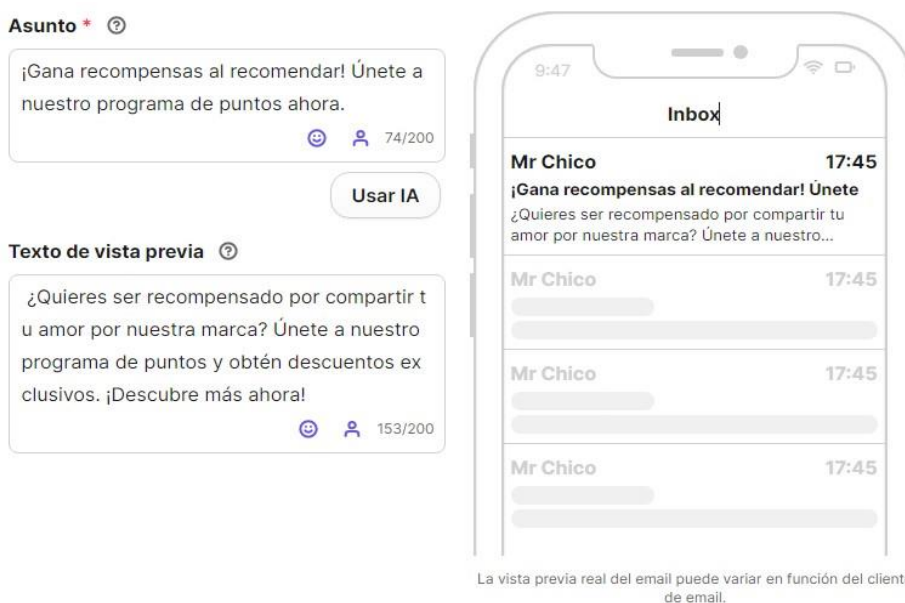 Asunto *
¡Gana recompensas al recomendar! Únete a
nuestro programa de puntos ahora.
74/200
Usar IA
Texto de vista previa
¿Quieres ser recompensado por compartir t
u amor por nuestra marca? Únete a nuestro
programa de puntos y obtén descuentos ex
clusivos. ¡Descubre más ahora!
153/200
9:47
Inbox
Mr Chico 17:45
¡Gana recompensas al recomendar! Únete
¿Quieres ser recompensado por compartir tu
amor por nuestra marca? Únete a nuestro...
Mr Chico 17:45
Mr Chico 17:45
Mr Chico 17:45
La vista previa real del email puede variar en función del client
de email.